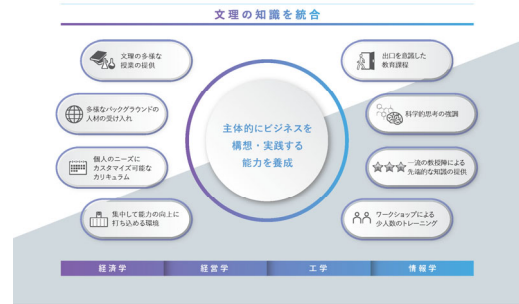 文理の知識を統合
文理の多様な
授業の提供
多様なバックグラウンドの
人材の受け入れ
個人のニーズに
カスタマイズ可能な
カリキュラム
集中して能力の向上に
打ち込める環境
主体的にビジネスを
構想・実践する
能力を養成
出口を意識した
教育課程
科学的思考の強調
一流の教授陣による
先端的な知識の提供
ワークショップによる
少人数のトレーニング
経済学
経営学
工学
情報学